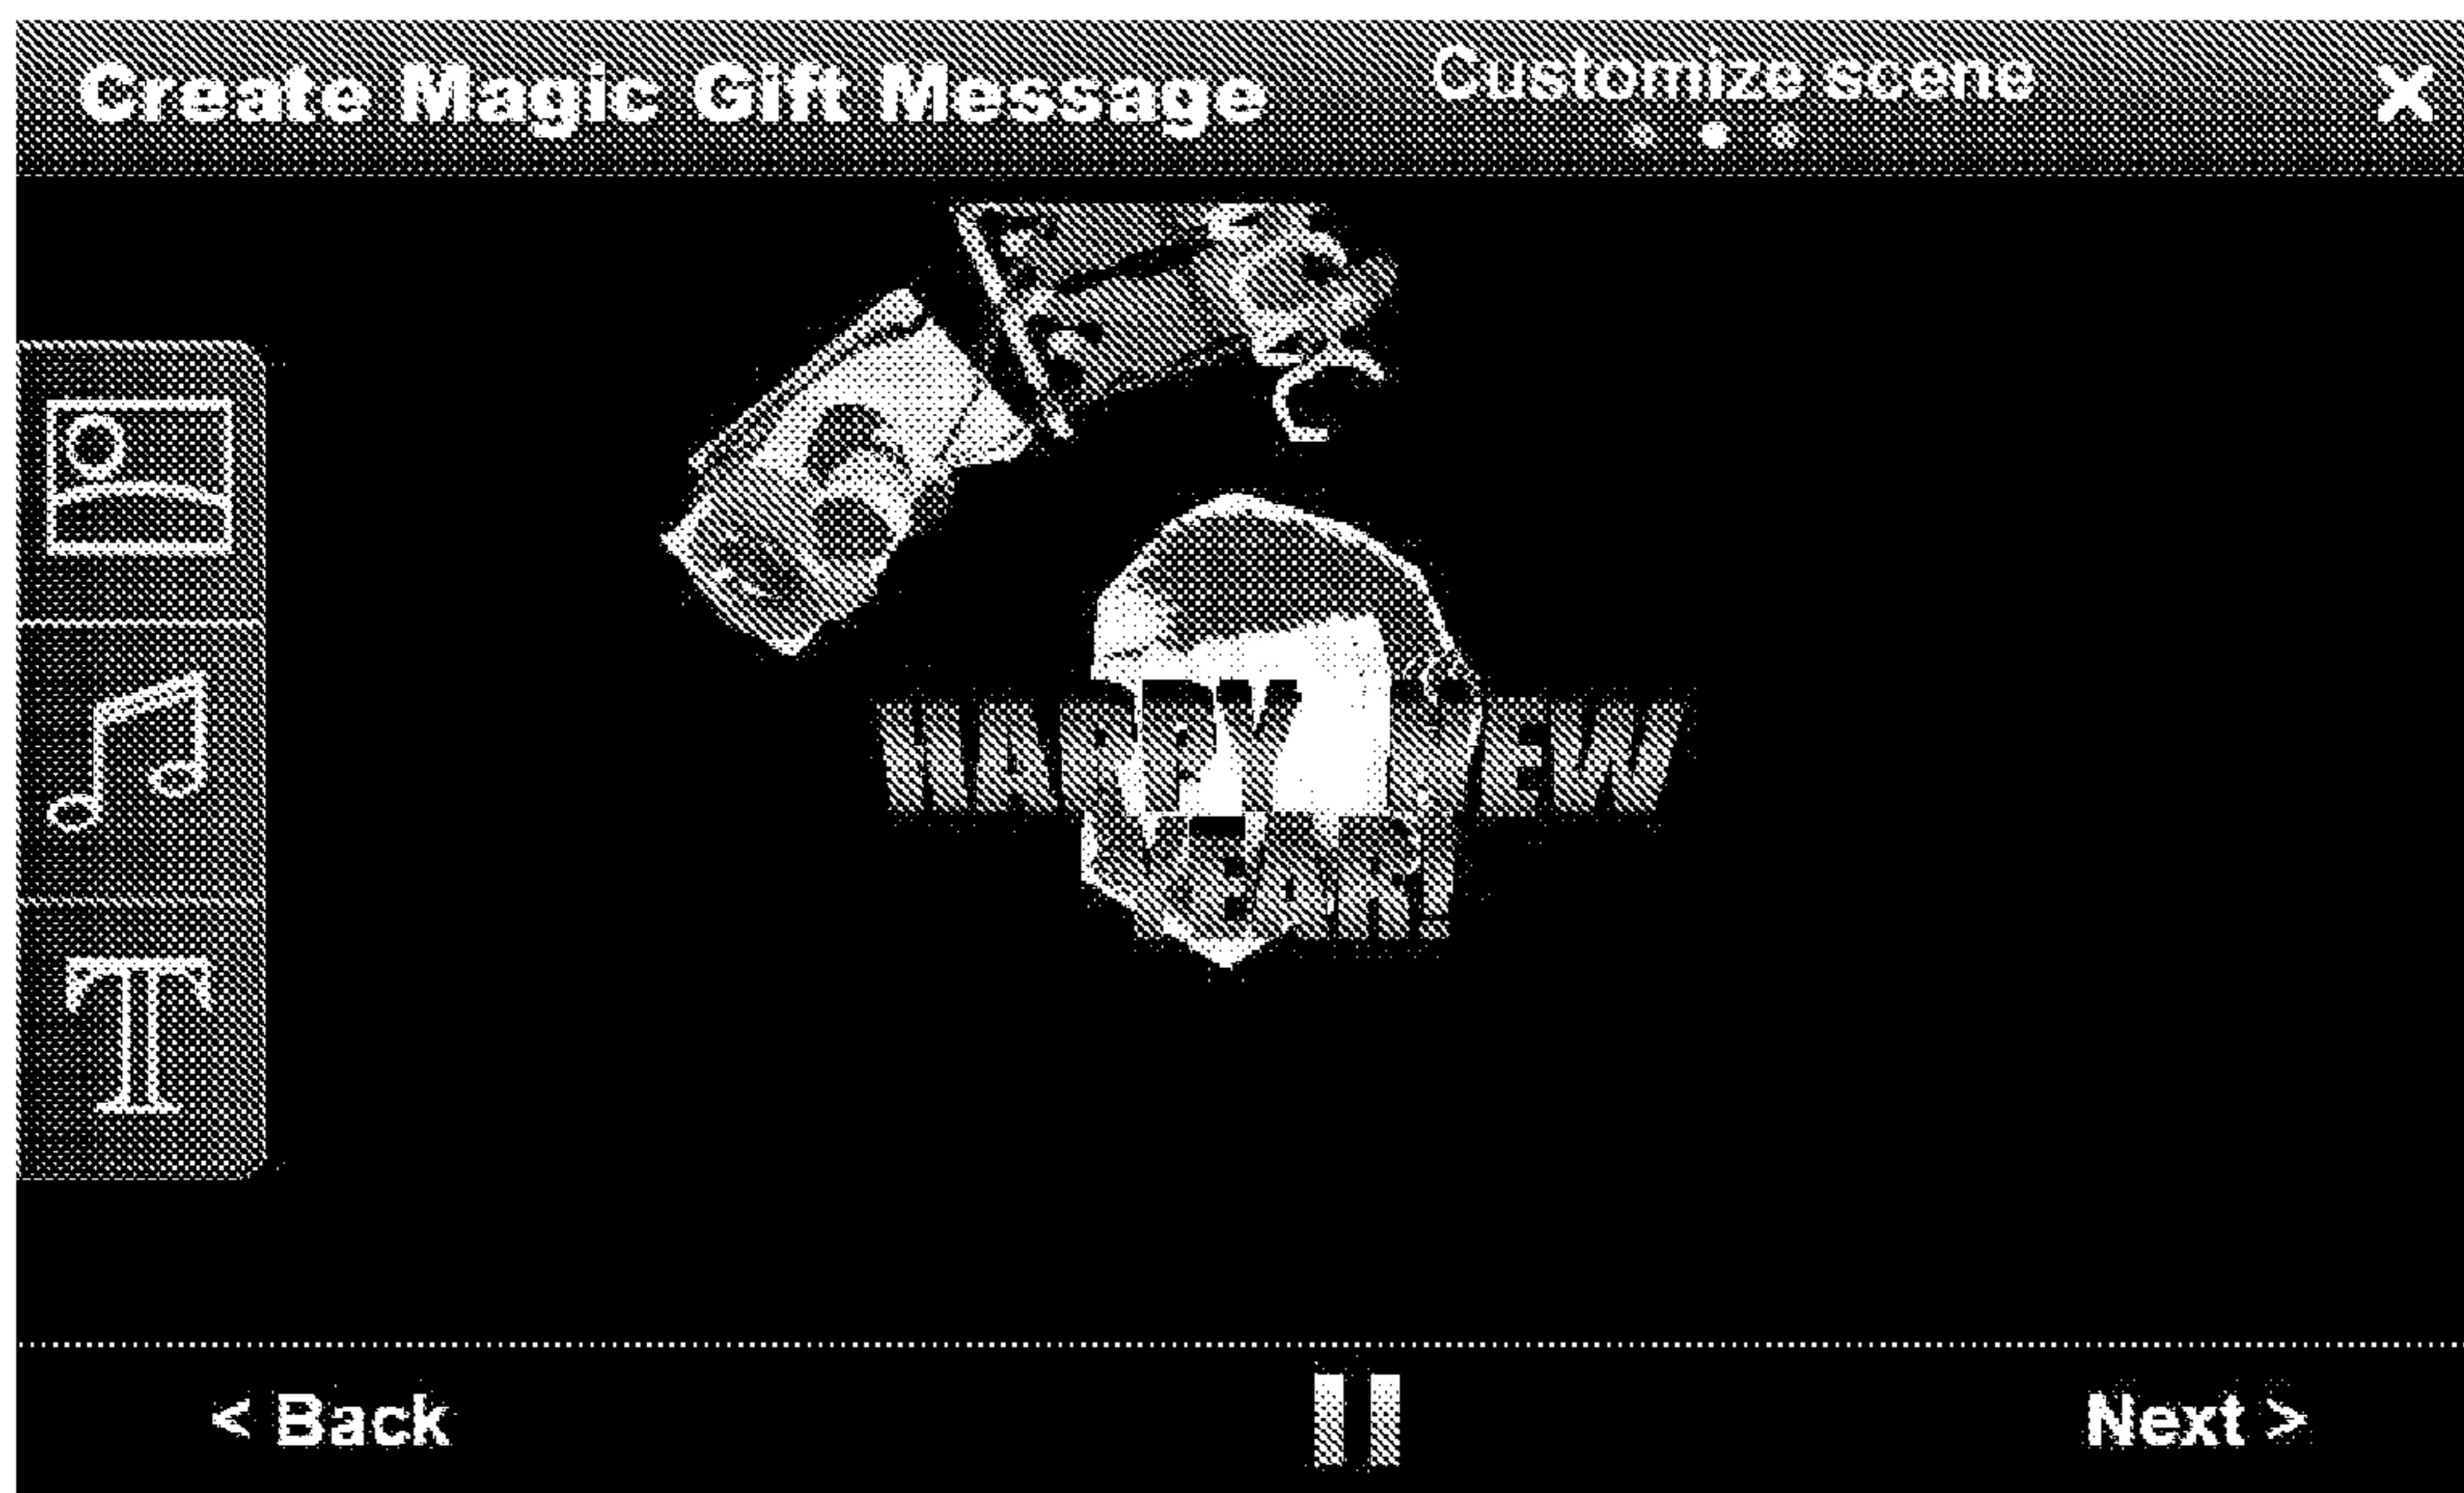 Create Magic Gift Message
Customize scene
HAPPY NEW
YEAR!
< Back
Next >